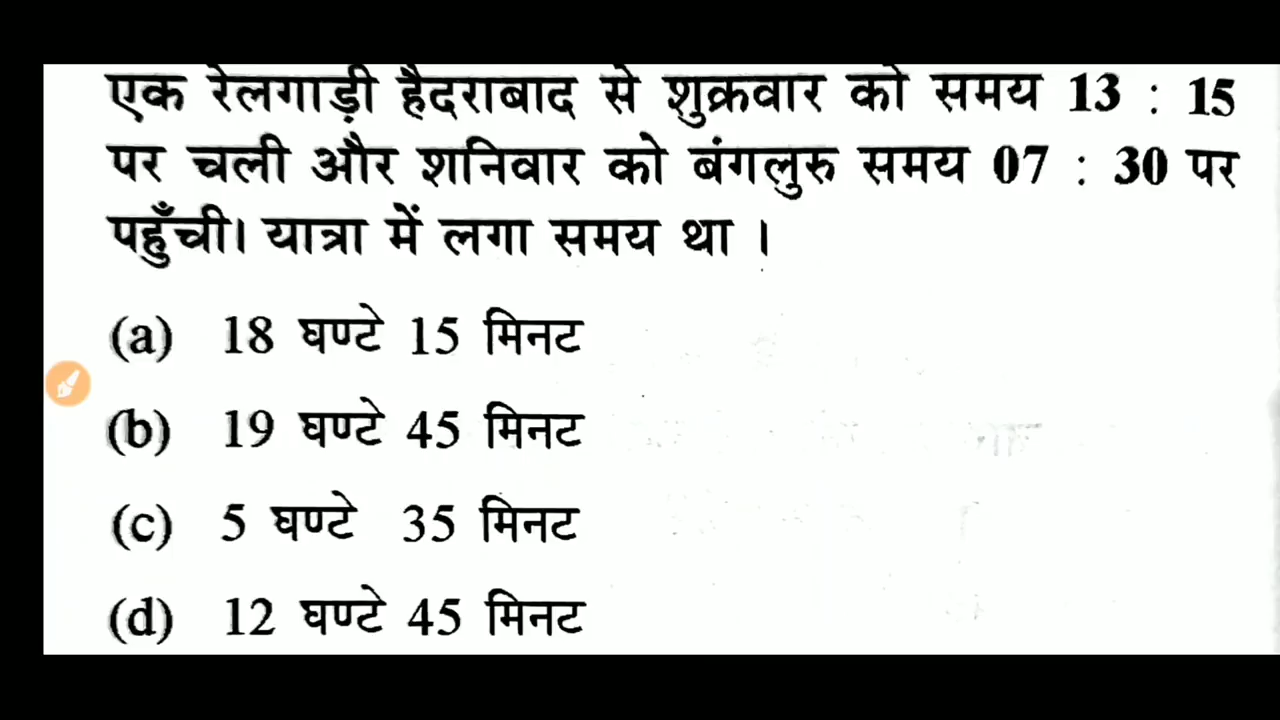 एक रेलगाड़ी हैदराबाद से शुक्रवार को समय 13 : 15
पर चली और शनिवार को बंगलुरु समय 07 : 30 पर
पहुँची। यात्रा में लगा समय था ।
(a) 18 घण्टे 15 मिनट
(b) 19 घण्टे 45 मिनट
(c) 5 घण्टे 35 मिनट
(d) 12 घण्टे 45 मिनट